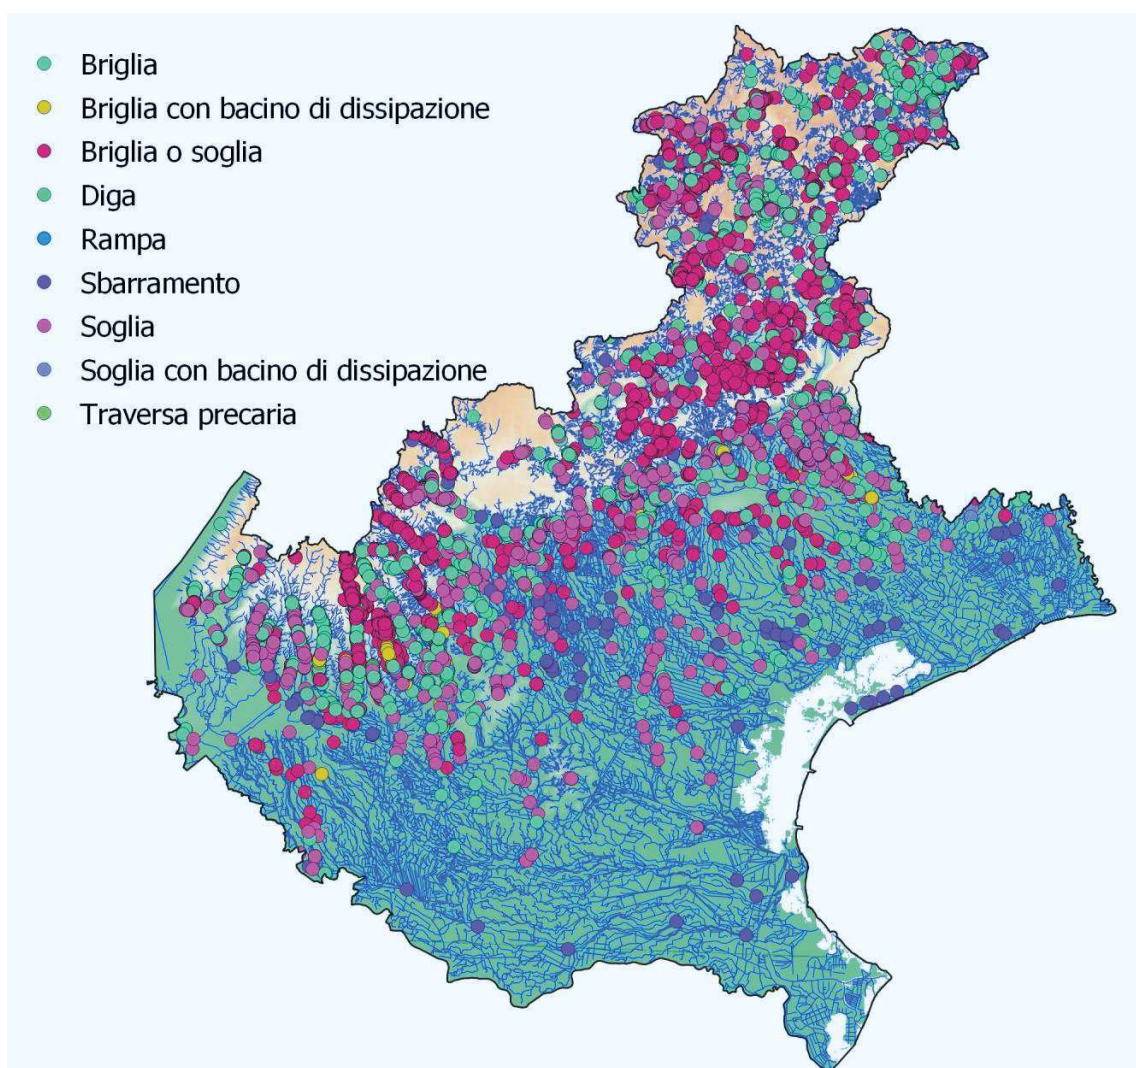 Briglia
Briglia con bacino di dissipazione
Briglia o soglia
Diga
Rampa
Sbarramento
Soglia
Soglia con bacino di dissipazione
Traversa precaria